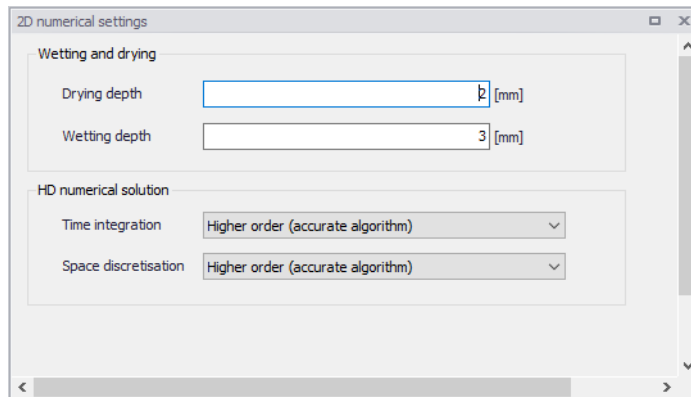 2D numerical settings
Wetting and drying
Drying depth 2 [mm]
Wetting depth 3 [mm]
HD numerical solution
Time integration Higher order (accurate algorithm)
Space discretisation Higher order (accurate algorithm)